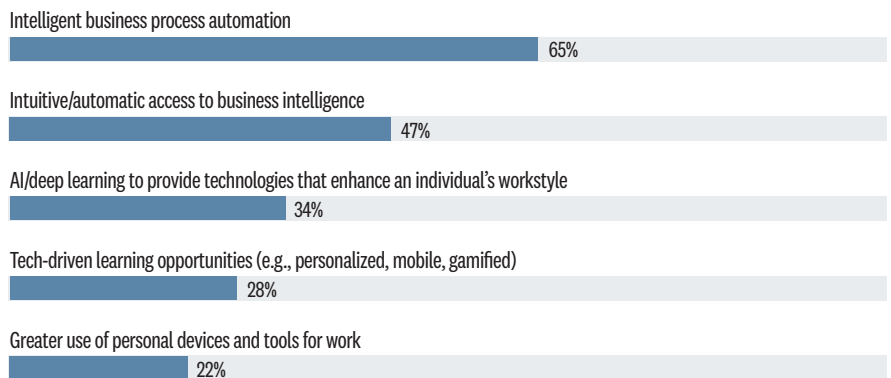 Intelligent business process automation
65%
Intuitive/automatic access to business intelligence
47%
AI/deep learning to provide technologies that enhance an individual’s workstyle
34%
Tech-driven learning opportunities (e.g., personalized, mobile, gamified)
28%
Greater use of personal devices and tools for work
22%